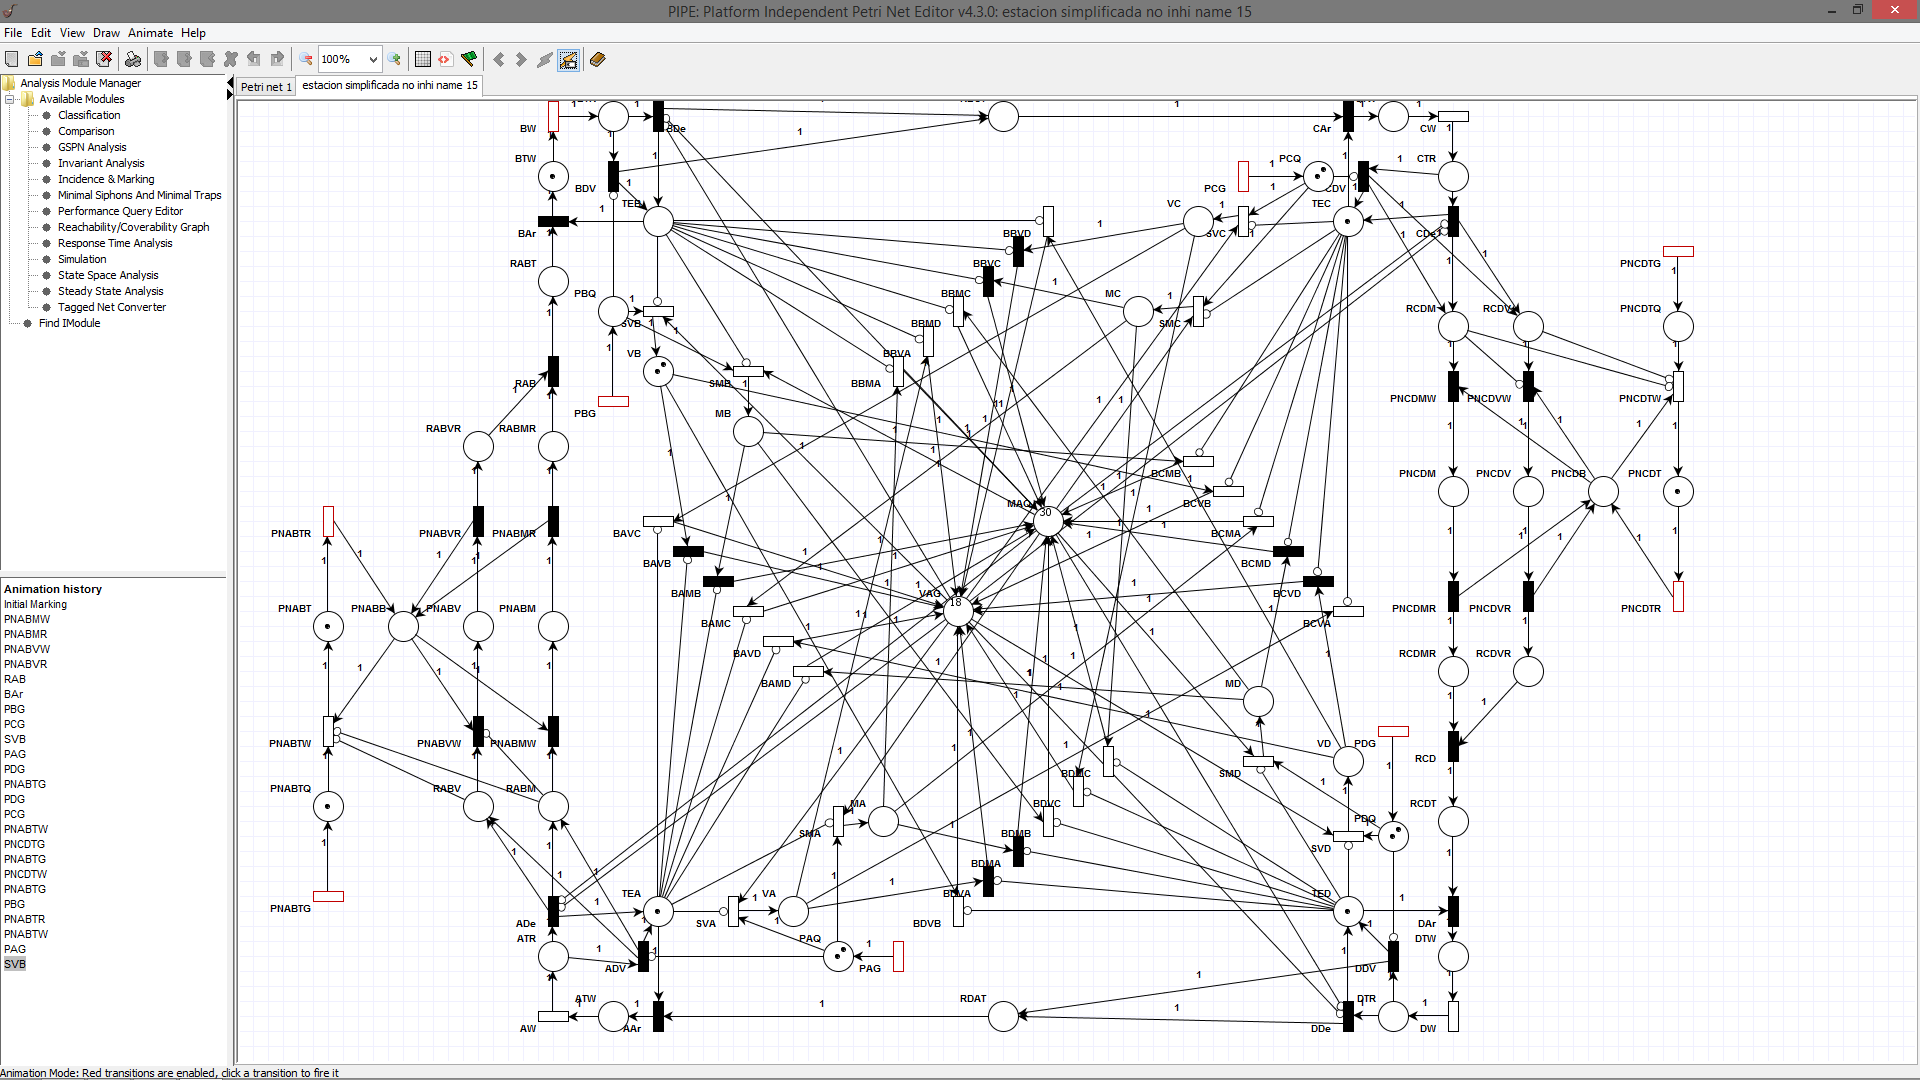 PIPE: Platform Independent Petri Net Editor v4.3.0: estacion simplificada no inhi name 15
File Edit View Draw Animate Help
100%
Analysis Module Manager
Available Modules
Classification
Comparison
GSPN Analysis
Invariant Analysis
Incidence & Marking
Minimal Siphons And Minimal Traps
Performance Query Editor
Reachability/Coverability Graph
Response Time Analysis
Simulation
State Space Analysis
Steady State Analysis
Tagged Net Converter
Find IModule
Animation history
Initial Marking
PNABMW
PNABMR
PNABVW
PNABVR
RAB
BAr
PBG
PCG
SVB
PAG
PDG
PNABTG
PDG
PCG
PNABTW
PNCDTG
PNABTG
PNCDTW
PNABTG
PBG
PNABTR
PNABTW
PAG
SVB
Petri net 1
estacion simplificada no inhi name 15
BW BDe CAr CW
BTW PCQ CTR
BDV PCG CDV
TEB VC TEC
BAr BBVD SVC CDe
RABT BBVC PNCDTG
PBQ BBMC MC RCDM RCDV PNCDTQ
SVB BBMD SMC
VB BBVA
RAB SMB BBMA
PBG MB PNCDMW PNCDVW PNCDTW
RABVR RABMR
BCMB PNCDM PNCDV PNCDB PNCDT
MAQ 30 BCVB
PNABTR PNABVR PNABMR BAVC BCMA
BAVB BCMD
BAMB VAQ 18 BCVD
PNABT PNABB PNABV PNABM BAMC BCVA PNCDMR PNCDVR PNCDTR
BAVD RCDMR RCDVR
BAMD MD
PNABTW PNABVW PNABMW VD PDG
BDMC SMD RCD
PNABTQ RABV RABM MA BDVC RCDT
SMA BDMB PDQ
SVD
BDMA
TEA VA BDVA TED
PNABTG ADe SVA BDVB DAr
ATR PAQ DTW
ADV PAG DDV
ATW RDAT DTR
AW AAr DDe DW
Animation Mode: Red transitions are enabled, click a transition to fire it